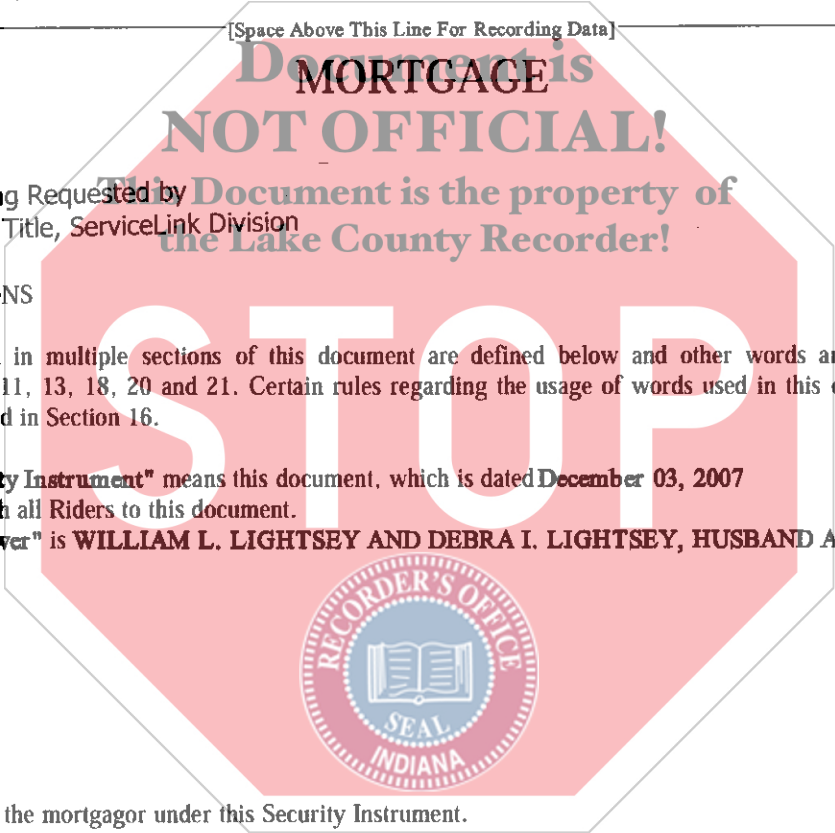 [Space Above This Line For Recording Data]
Document is
MORTGAGE
NOT OFFICIAL!
This Document is the property of
g Requested by
Title, ServiceLink Division
the Lake County Recorder!
NS
STOP
in multiple sections of this document are defined below and other words
11, 13, 18, 20 and 21. Certain rules regarding the usage of words used in this
d in Section 16.
ty Instrument" means this document, which is dated December 03, 2007
all Riders to this document.
wer" is WILLIAM L. LIGHTSEY AND DEBRA I. LIGHTSEY, HUSBAND A
RECORDER'S OFFICE
SEAL
INDIANA
the mortgagor under this Security Instrument.